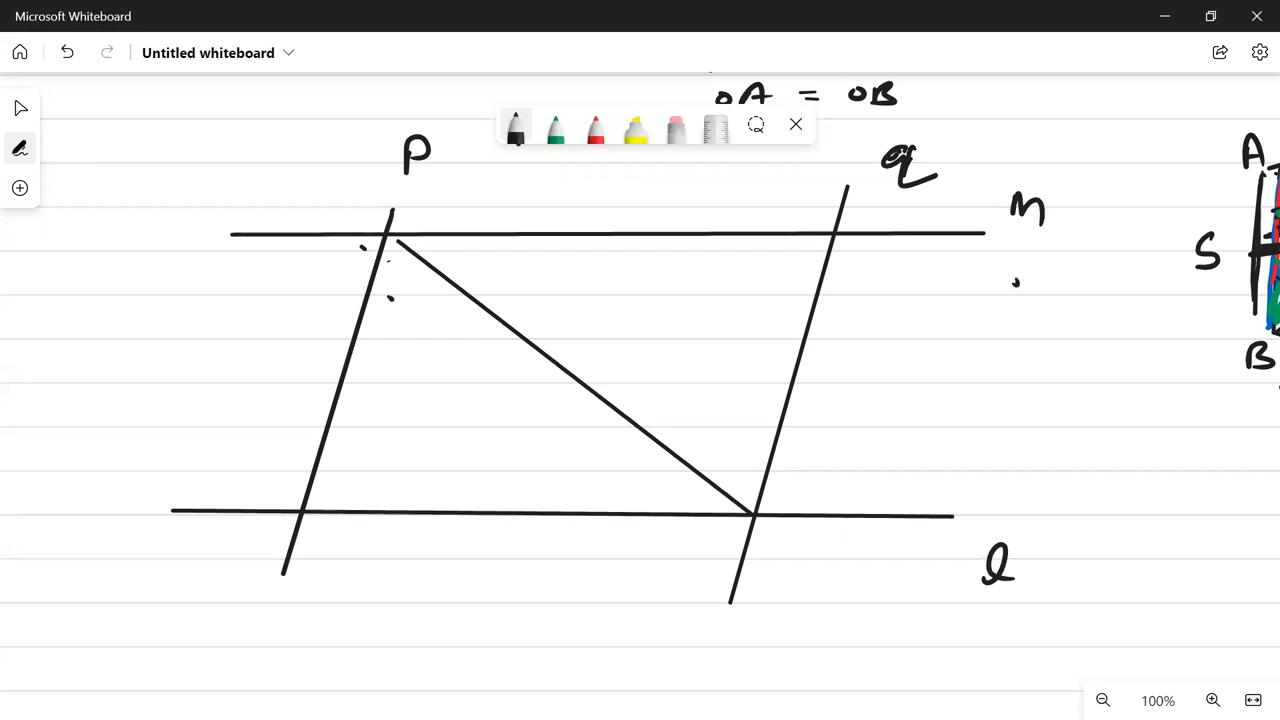 Microsoft Whiteboard
Untitled whiteboard
OA = OB
P
q
A
M
S
B
l
100%